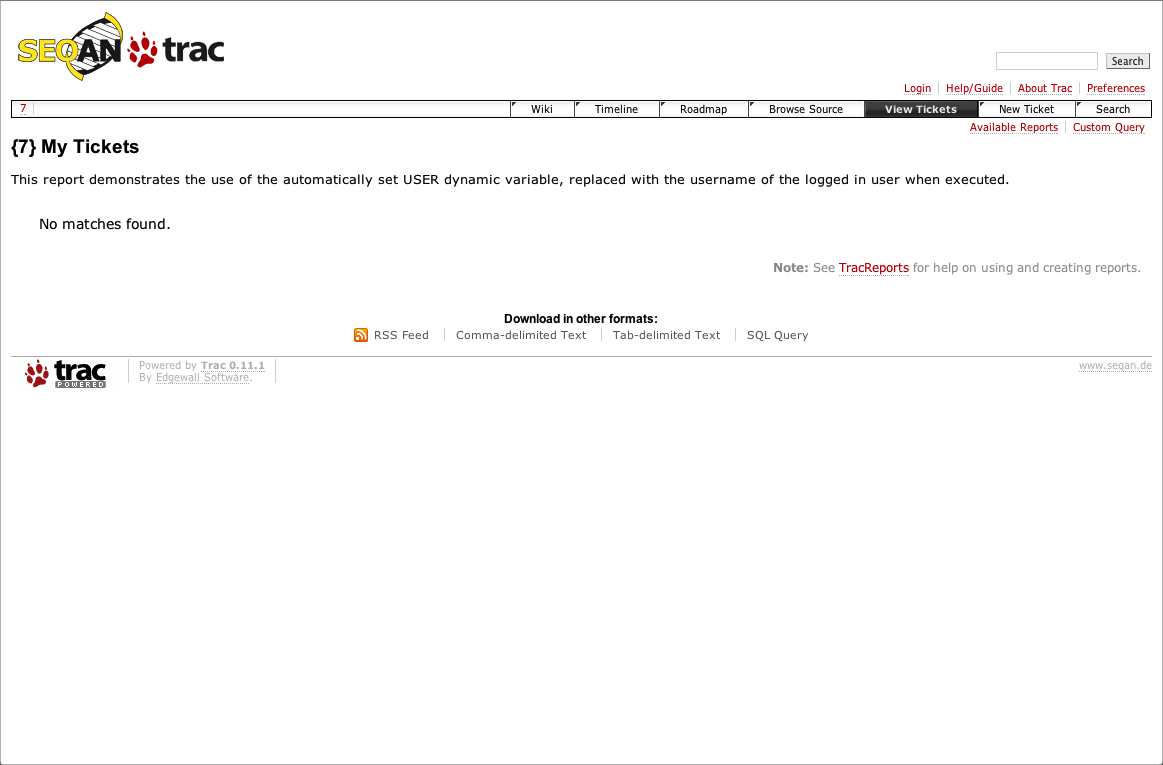 SEQAN trac
Search
Login Help/Guide About Trac Preferences
7 Wiki Timeline Roadmap Browse Source View Tickets New Ticket Search
Available Reports Custom Query
{7} My Tickets
This report demonstrates the use of the automatically set USER dynamic variable, replaced with the username of the logged in user when executed.
No matches found.
Note: See TracReports for help on using and creating reports.
Download in other formats:
RSS Feed Comma-delimited Text Tab-delimited Text SQL Query
trac POWERED
Powered by Trac 0.11.1
By Edgewall Software.
www.seqan.de